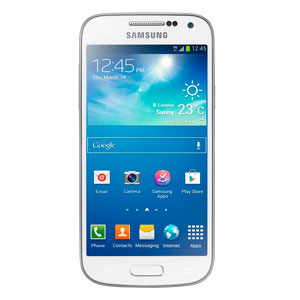 SAMSUNG
12:45
12:45 PM
Thu, March 14
London
Sunny 23°C
Google
Email Camera Samsung Apps Play Store
Phone Contacts Messaging Internet Apps